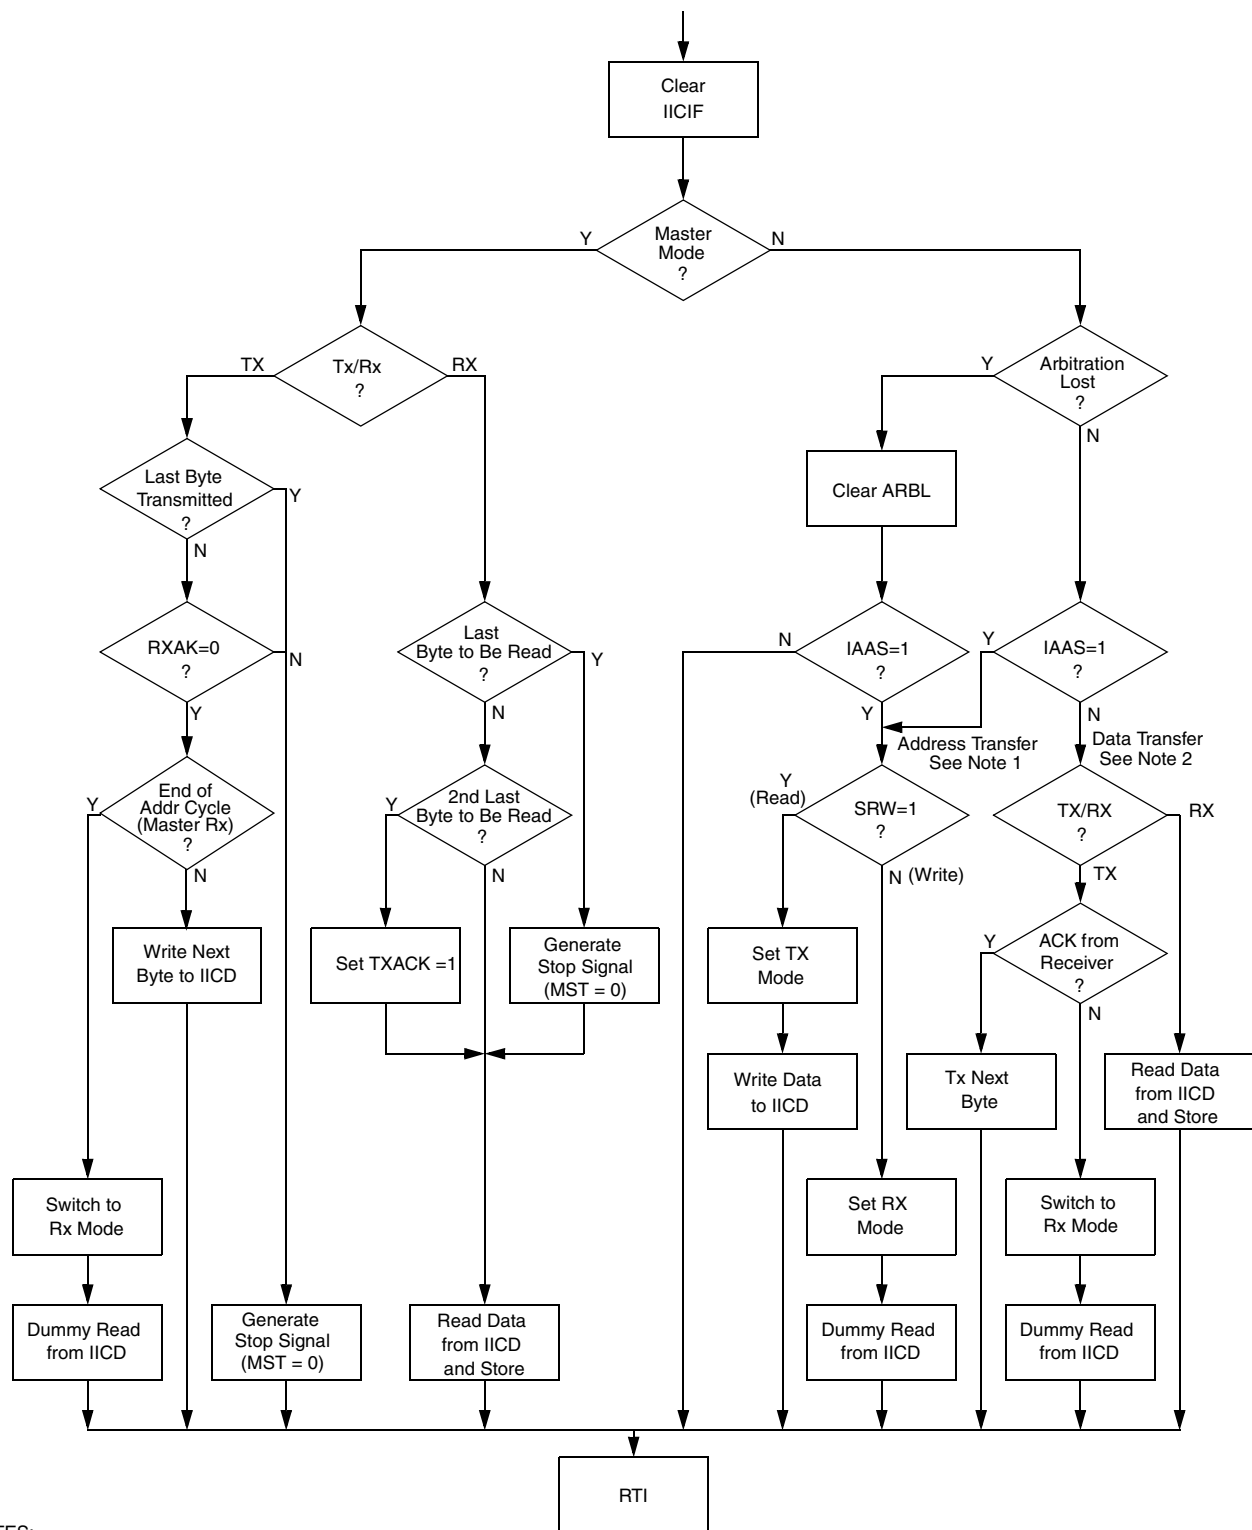 Clear
IICIF
Master
Mode
?
Y
N
Tx/Rx
?
TX
RX
Arbitration
Lost
?
Y
N
Last Byte
Transmitted
?
Y
N
Clear ARBL
RXAK=0
?
N
Y
Last
Byte to Be Read
?
Y
N
IAAS=1
?
N
Y
IAAS=1
?
Y
N
Address Transfer
See Note 1
Data Transfer
See Note 2
End of
Addr Cycle
(Master Rx)
?
Y
N
2nd Last
Byte to Be Read
?
Y
N
Y
(Read)
SRW=1
?
N (Write)
TX/RX
?
RX
TX
Write Next
Byte to IICD
Set TXACK =1
Generate
Stop Signal
(MST = 0)
Set TX
Mode
ACK from
Receiver
?
Y
N
Write Data
to IICD
Tx Next
Byte
Read Data
from IICD
and Store
Switch to
Rx Mode
Set RX
Mode
Switch to
Rx Mode
Dummy Read
from IICD
Generate
Stop Signal
(MST = 0)
Read Data
from IICD
and Store
Dummy Read
from IICD
Dummy Read
from IICD
RTI